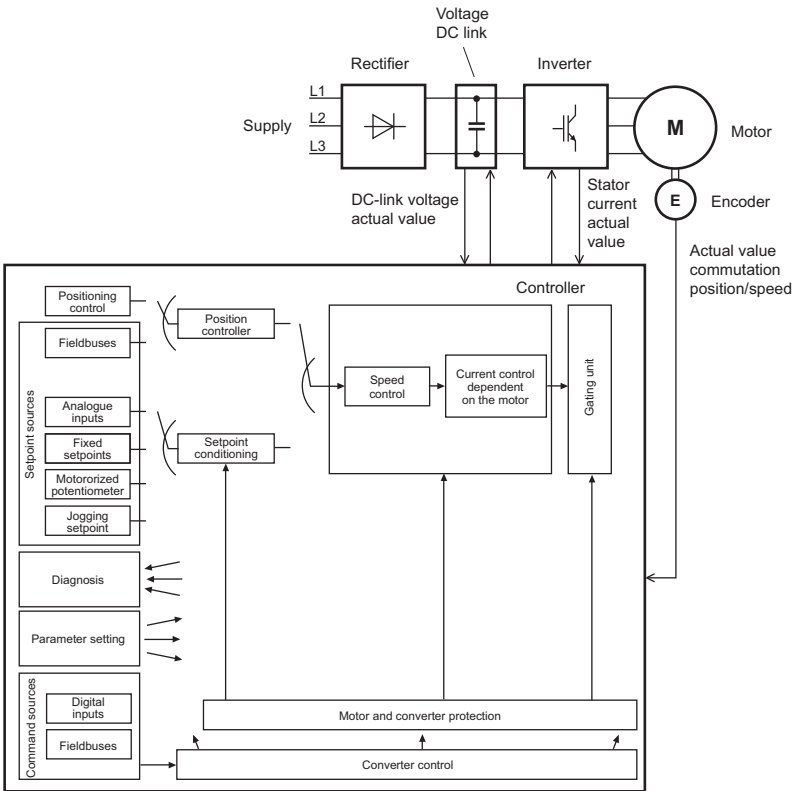 Voltage
DC link
Rectifier
Inverter
L1
L2
L3
Supply
M
Motor
E
Encoder
DC-link voltage
actual value
Stator
current
actual
value
Actual value
commutation
position/speed
Controller
Positioning
control
Position
controller
Setpoint sources
Fieldbuses
Analogue
inputs
Fixed
setpoints
Motororized
potentiometer
Jogging
setpoint
Setpoint
conditioning
Speed
control
Current control
dependent
on the motor
Gating unit
Diagnosis
Parameter setting
Command sources
Digital
inputs
Fieldbuses
Motor and converter protection
Converter control